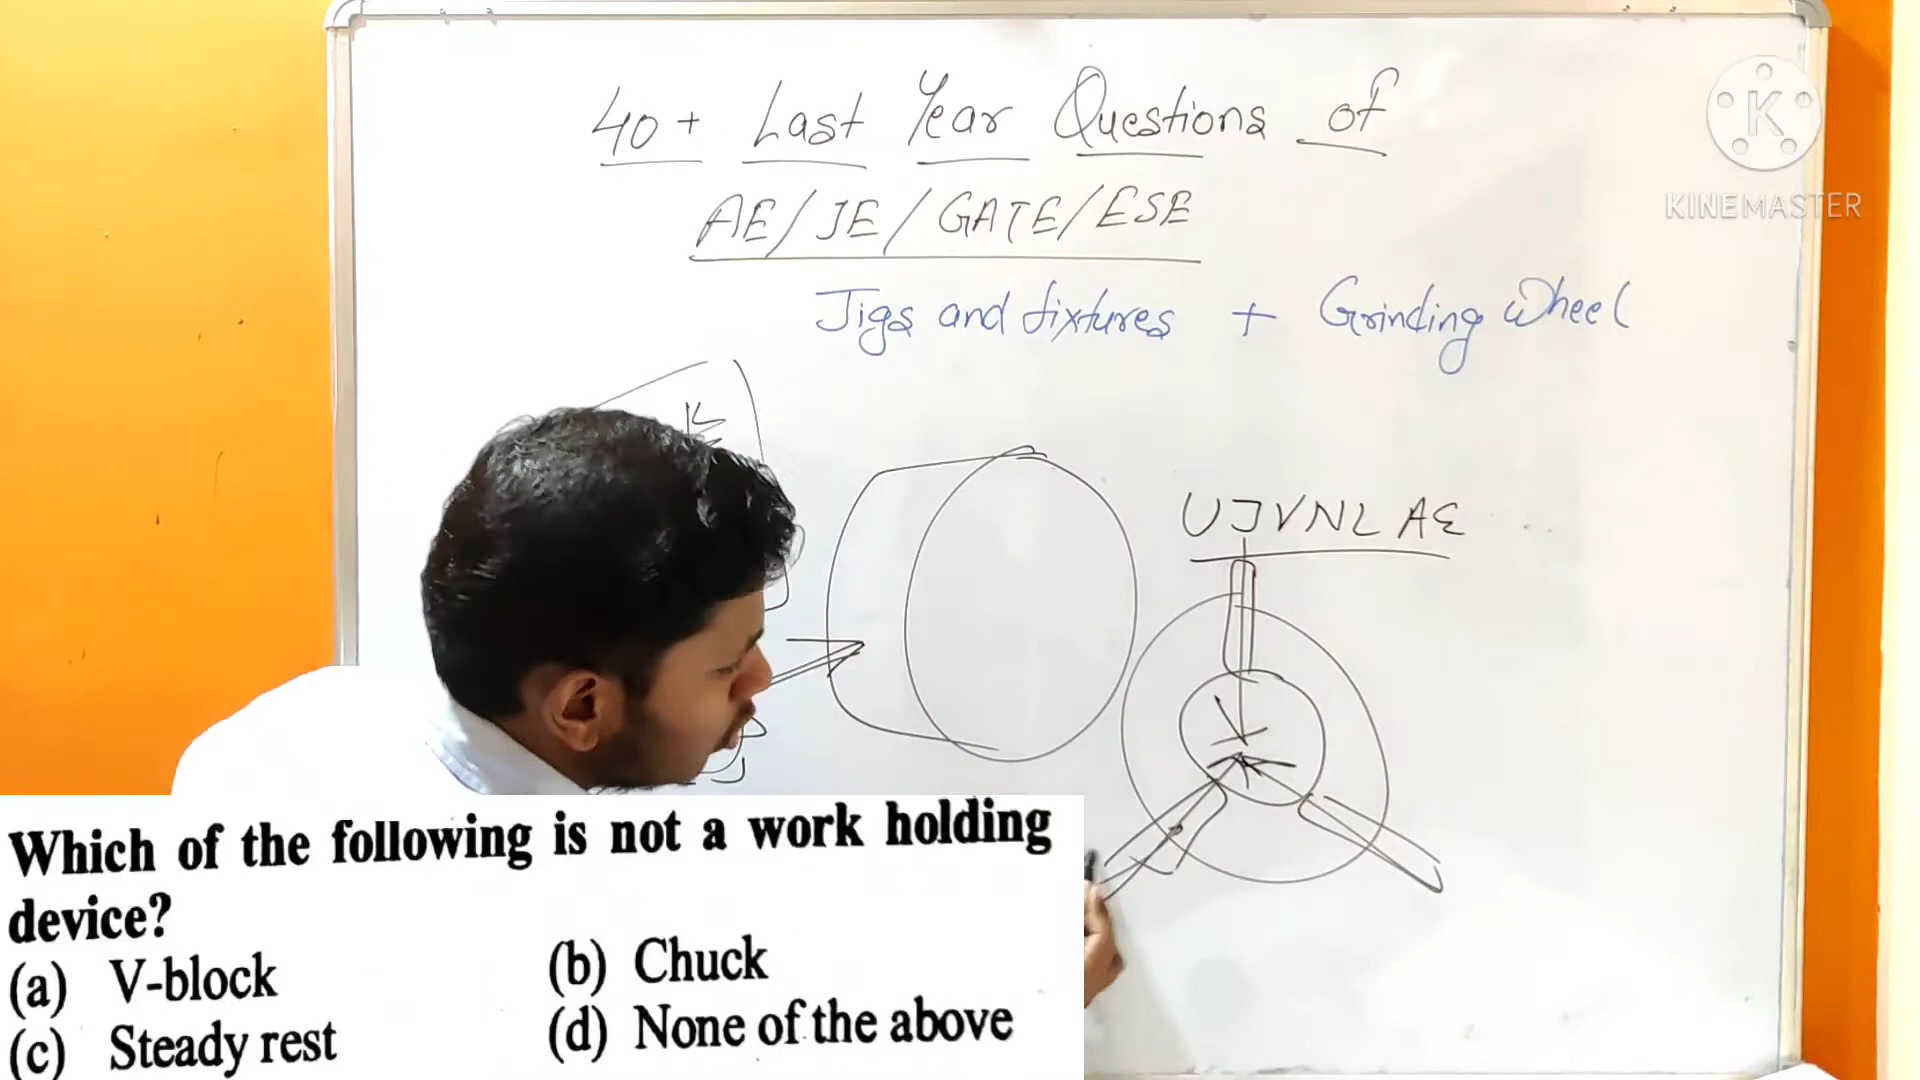 40+ Last Year Questions of
AE/JE/GATE/ESE
Jigs and fixtures + Grinding wheel
UJVNL AE
K
KINEMASTER
Which of the following is not a work holding
device?
(a) V-block
(b) Chuck
(c) Steady rest
(d) None of the above